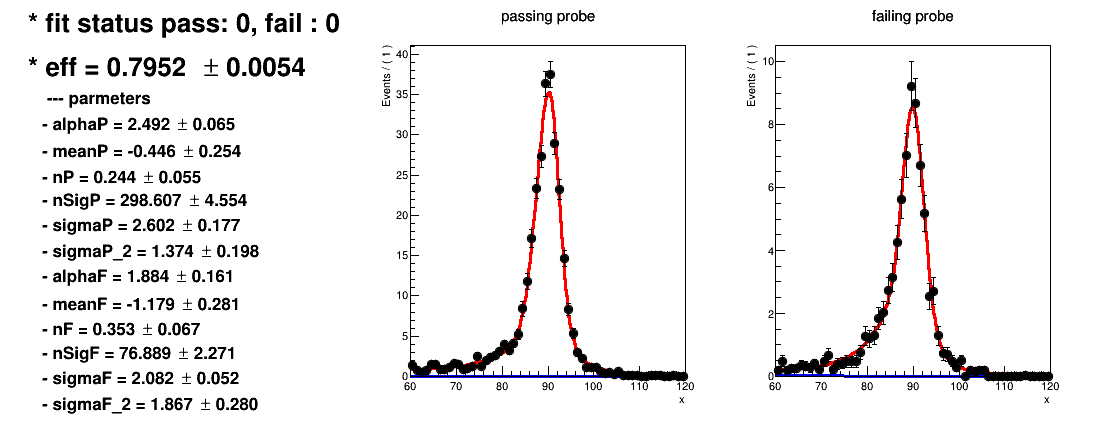 * fit status pass: 0, fail : 0
* eff = 0.7952 ± 0.0054
--- parmeters
- alphaP = 2.492 ± 0.065
- meanP = -0.446 ± 0.254
- nP = 0.244 ± 0.055
- nSigP = 298.607 ± 4.554
- sigmaP = 2.602 ± 0.177
- sigmaP_2 = 1.374 ± 0.198
- alphaF = 1.884 ± 0.161
- meanF = -1.179 ± 0.281
- nF = 0.353 ± 0.067
- nSigF = 76.889 ± 2.271
- sigmaF = 2.082 ± 0.052
- sigmaF_2 = 1.867 ± 0.280
passing probe
Events / ( 1 )
40
35
30
25
20
15
10
5
0
60 70 80 90 100 110 120
x
failing probe
Events / ( 1 )
10
8
6
4
2
0
60 70 80 90 100 110 120
x